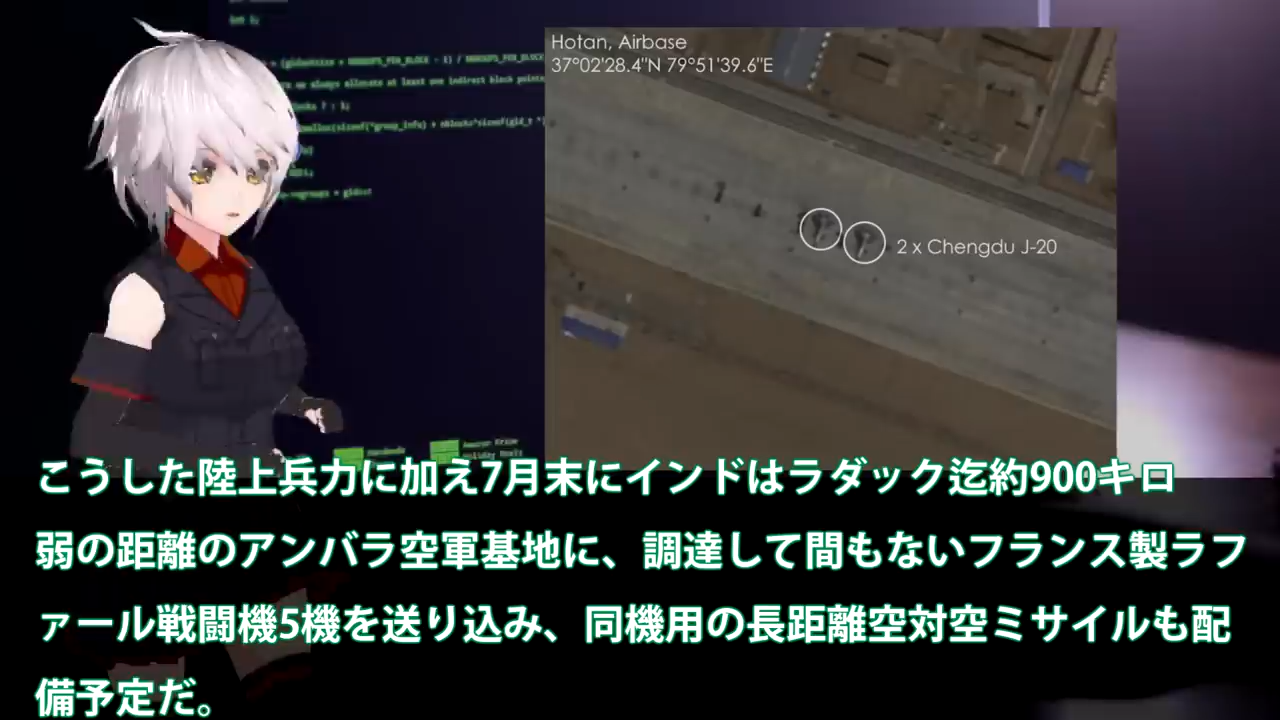 Hotan, Airbase
37°02'28.4"N 79°51'39.6"E
2 x Chengdu J-20
こうした陸上兵力に加え7月末にインドはラダック迄約900キロ
弱の距離のアンバラ空軍基地に、調達して間もないフランス製ラフ
ァール戦闘機5機を送り込み、同機用の長距離空対空ミサイルも配
備予定だ。